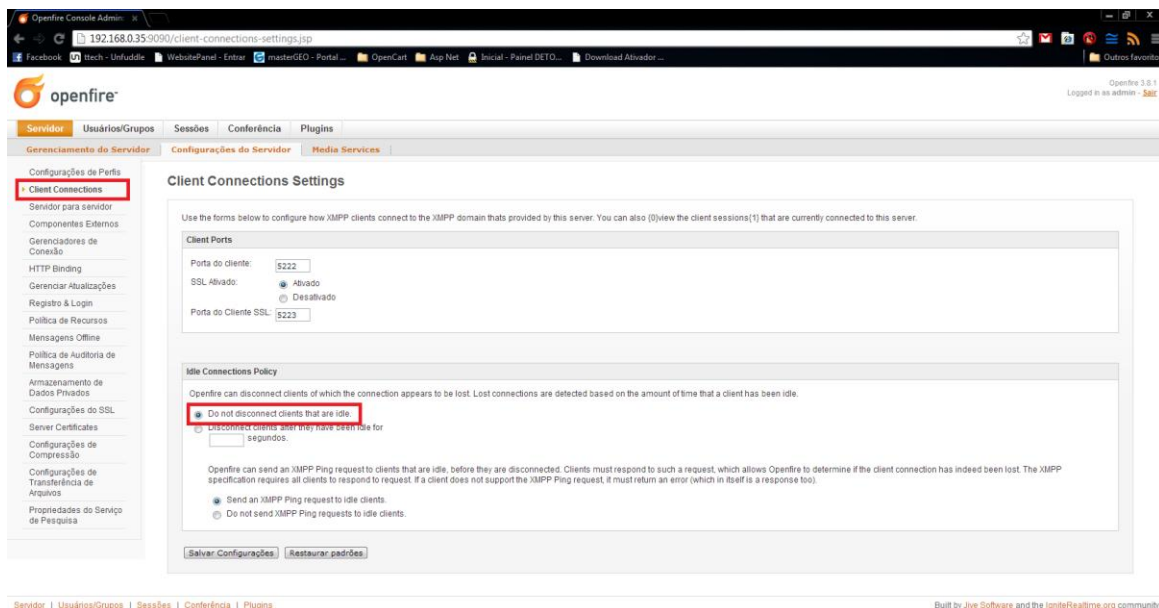 Openfire Console Admin:
192.168.0.35:9090/client-connections-settings.jsp
Facebook ttech - Unfuddle WebsitePanel - Entrar masterGEO - Portal ... OpenCart Asp Net Inicial - Painel DETO... Download Ativador ... Outros favorito
openfire
Openfire 3.8.1
Logged in as admin - Sair
Servidor Usuários/Grupos Sessões Conferência Plugins
Gerenciamento do Servidor Configurações do Servidor Media Services
Configurações de Perfis
Client Connections
Servidor para servidor
Componentes Externos
Gerenciadores de
Conexão
HTTP Binding
Gerenciar Atualizações
Registro & Login
Política de Recursos
Mensagens Offline
Política de Auditoria de
Mensagens
Armazenamento de
Dados Privados
Configurações do SSL
Server Certificates
Configurações de
Compressão
Configurações de
Transferência de
Arquivos
Propriedades do Serviço
de Pesquisa
Client Connections Settings
Use the forms below to configure how XMPP clients connect to the XMPP domain thats provided by this server. You can also {0}view the client sessions{1} that are currently connected to this server.
Client Ports
Porta do cliente: 5222
SSL Ativado: Ativado
Desativado
Porta do Cliente SSL: 5223
Idle Connections Policy
Openfire can disconnect clients of which the connection appears to be lost. Lost connections are detected based on the amount of time that a client has been idle.
Do not disconnect clients that are idle.
Disconnect clients after they have been idle for
segundos.
Openfire can send an XMPP Ping request to clients that are idle, before they are disconnected. Clients must respond to such a request, which allows Openfire to determine if the client connection has indeed been lost. The XMPP
specification requires all clients to respond to request. If a client does not support the XMPP Ping request, it must return an error (which in itself is a response too).
Send an XMPP Ping request to idle clients.
Do not send XMPP Ping requests to idle clients.
Salvar Configurações Restaurar padrões
Servidor | Usuários/Grupos | Sessões | Conferência | Plugins
Built by Jive Software and the IgniteRealtime.org community